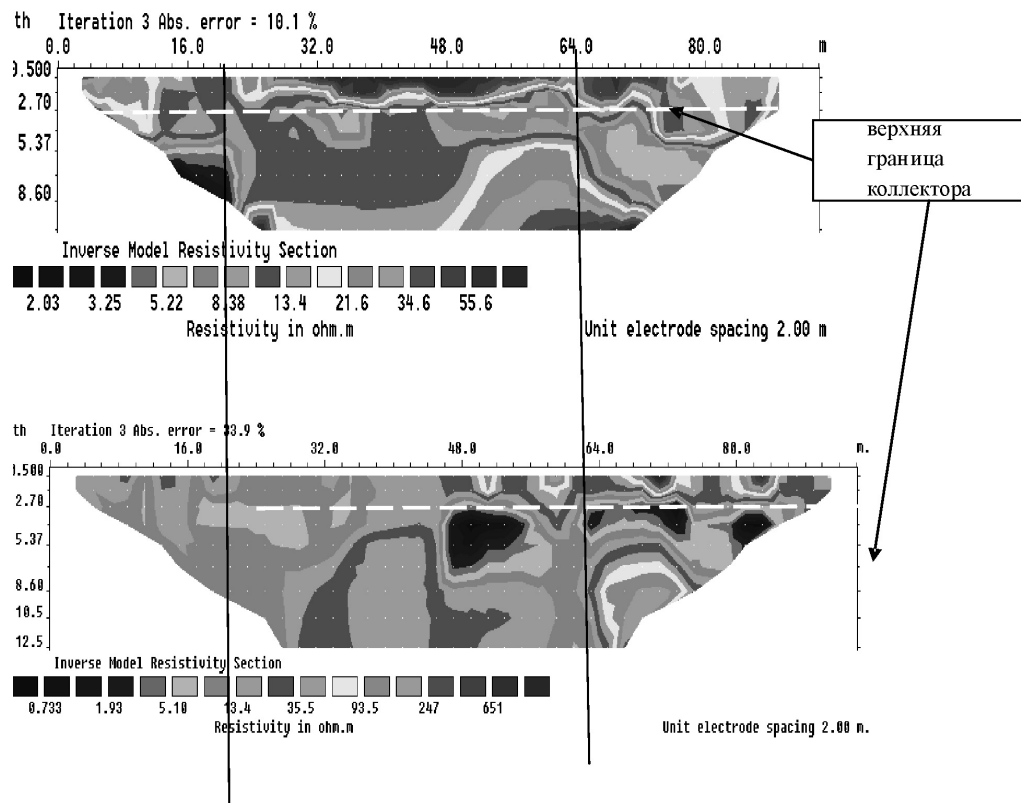 th Iteration 3 Abs. error = 10.1 %
0.0 16.0 32.0 48.0 64.0 80.0 m
0.500
2.70
5.37
8.60
верхняя
граница
коллектора
Inverse Model Resistivity Section
2.03 3.25 5.22 8.38 13.4 21.6 34.6 55.6
Resistivity in ohm.m Unit electrode spacing 2.00 m
th Iteration 3 Abs. error = 33.9 %
0.0 16.0 32.0 48.0 64.0 80.0 m.
0.500
2.70
5.37
8.60
10.5
12.5
Inverse Model Resistivity Section
0.733 1.93 5.10 13.4 35.5 93.5 247 651
Resistivity in ohm.m Unit electrode spacing 2.00 m.